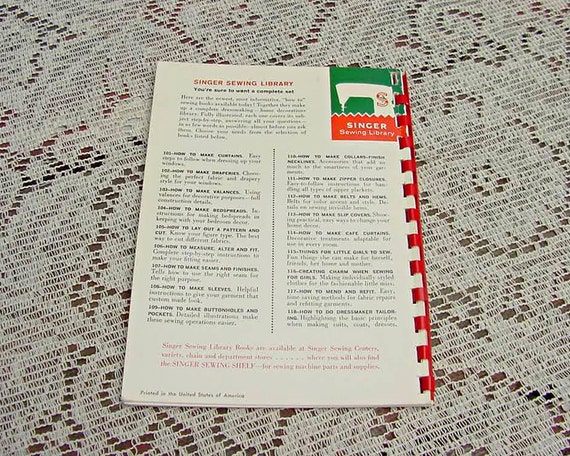 SINGER SEWING LIBRARY
You're sure to want a complete set
Here are the newest, most informative, "how to"
sewing books available today! Together they make
up a complete dressmaking - home decorations
library. Fully illustrated, each one covers its sub-
ject step-by-step, answering all your questions
in as few words as possible—almost before you ask
them. Choose your needs from the selection of
books listed below.
S
SINGER
Sewing Library
101—HOW TO MAKE CURTAINS. Easy
steps to follow when dressing up your
windows.
102—HOW TO MAKE DRAPERIES. Choos-
ing the perfect fabric and drapery
style for your windows.
103—HOW TO MAKE VALANCES. Using
valances for decorative purposes—full
construction details.
104—HOW TO MAKE BEDSPREADS. In-
structions for making bedspreads in
keeping with your bedroom decor.
105—HOW TO LAY OUT A PATTERN AND
CUT. Know your figure type. The best
way to cut different fabrics.
106—HOW TO MEASURE, ALTER AND FIT.
Complete step-by-step instructions to
make your fitting easier.
107—HOW TO MAKE SEAMS AND FINISHES.
Tells how to use the right seam for
the right purpose.
108—HOW TO MAKE SLEEVES. Helpful
instructions to give your garment that
custom made look.
109—HOW TO MAKE BUTTONHOLES AND
POCKETS. Detailed illustrations make
these sewing operations easier.
110—HOW TO MAKE COLLARS-FINISH
NECKLINES. Accessories that add so
much to the smartness of your gar-
ments.
111—HOW TO MAKE ZIPPER CLOSURES.
Easy-to-follow instructions for han-
dling all types of zipper plackets.
112—HOW TO MAKE BELTS AND HEMS.
Belts for color accent and style. De-
tails on sewing invisible hems.
113—HOW TO MAKE SLIP COVERS. Show-
ing practical, easy ways to change your
home decor.
114—HOW TO MAKE CAFE CURTAINS.
Decorative treatments adaptable for
use in every room.
115—THINGS FOR LITTLE GIRLS TO SEW.
Fun things she can make for herself,
friends, her home and mother.
116—CREATING CHARM WHEN SEWING
FOR GIRLS. Making individually styled
clothes for the fashionable little miss.
117—HOW TO MEND AND REFIT. Easy,
time saving methods for fabric repairs
and refitting garments.
118—HOW TO DO DRESSMAKER TAILOR-
ING. Highlighting the basic principles
when making suits, coats, dresses.
Singer Sewing Library Books are available at Singer Sewing Centers,
variety, chain and department stores . . . . . . where you will also find
the SINGER SEWING SHELF—for sewing machine parts and supplies.
Printed in the United States of America